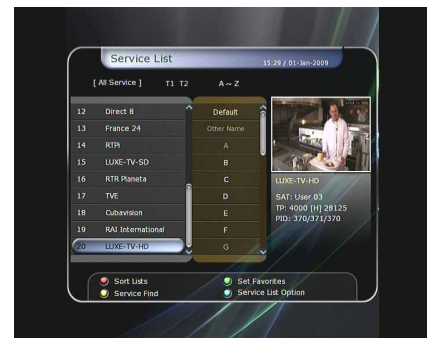 Service List
15:29 / 01-Jan-2009
[ All Service ] T1 T2 A ~ Z
12 Direct 8
13 France 24
14 RTPi
15 LUXE-TV-SD
16 RTR Planeta
17 TVE
18 Cubavision
19 RAI International
20 LUXE-TV-HD
Default
Other Name
A
B
C
D
E
F
G
LUXE-TV-HD
SAT: User 03
TP: 4000 [H] 28125
PID: 370/371/370
Sort Lists
Set Favorites
Service Find
Service List Option